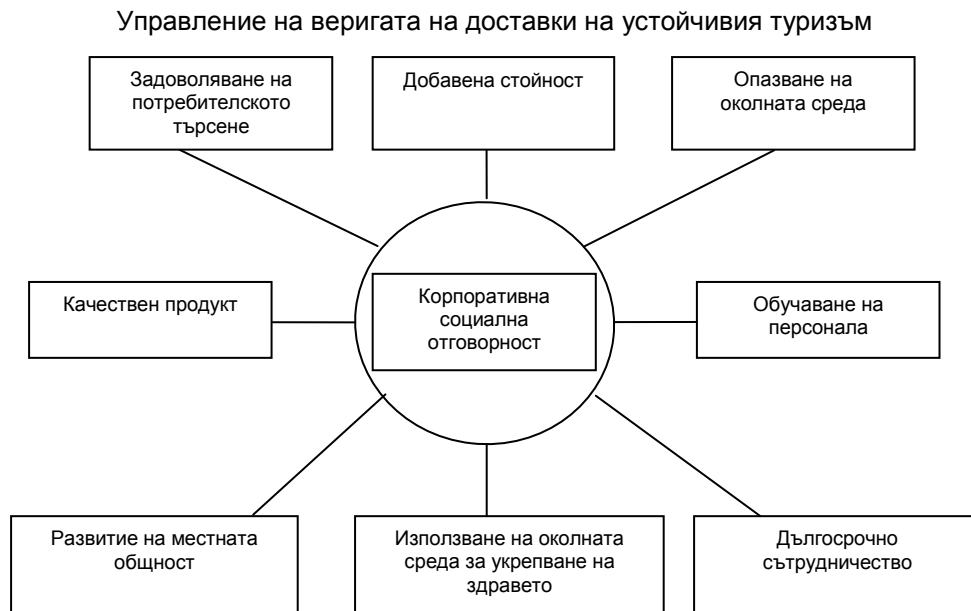 Управление на веригата на доставки на устойчивия туризъм
Задоволяване на
потребителското
търсене
Добавена стойност
Опазване на
околната среда
Качествен продукт
Корпоративна
социална
отговорност
Обучаване на
персонала
Развитие на местната
общност
Използване на околната
среда за укрепване на
здравето
Дългосрочно
сътрудничество